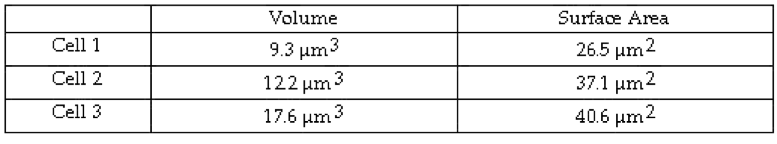 Volume Surface Area
Cell 1 9.3 μm3 26.5 μm2
Cell 2 12.2 μm3 37.1 μm2
Cell 3 17.6 μm3 40.6 μm2